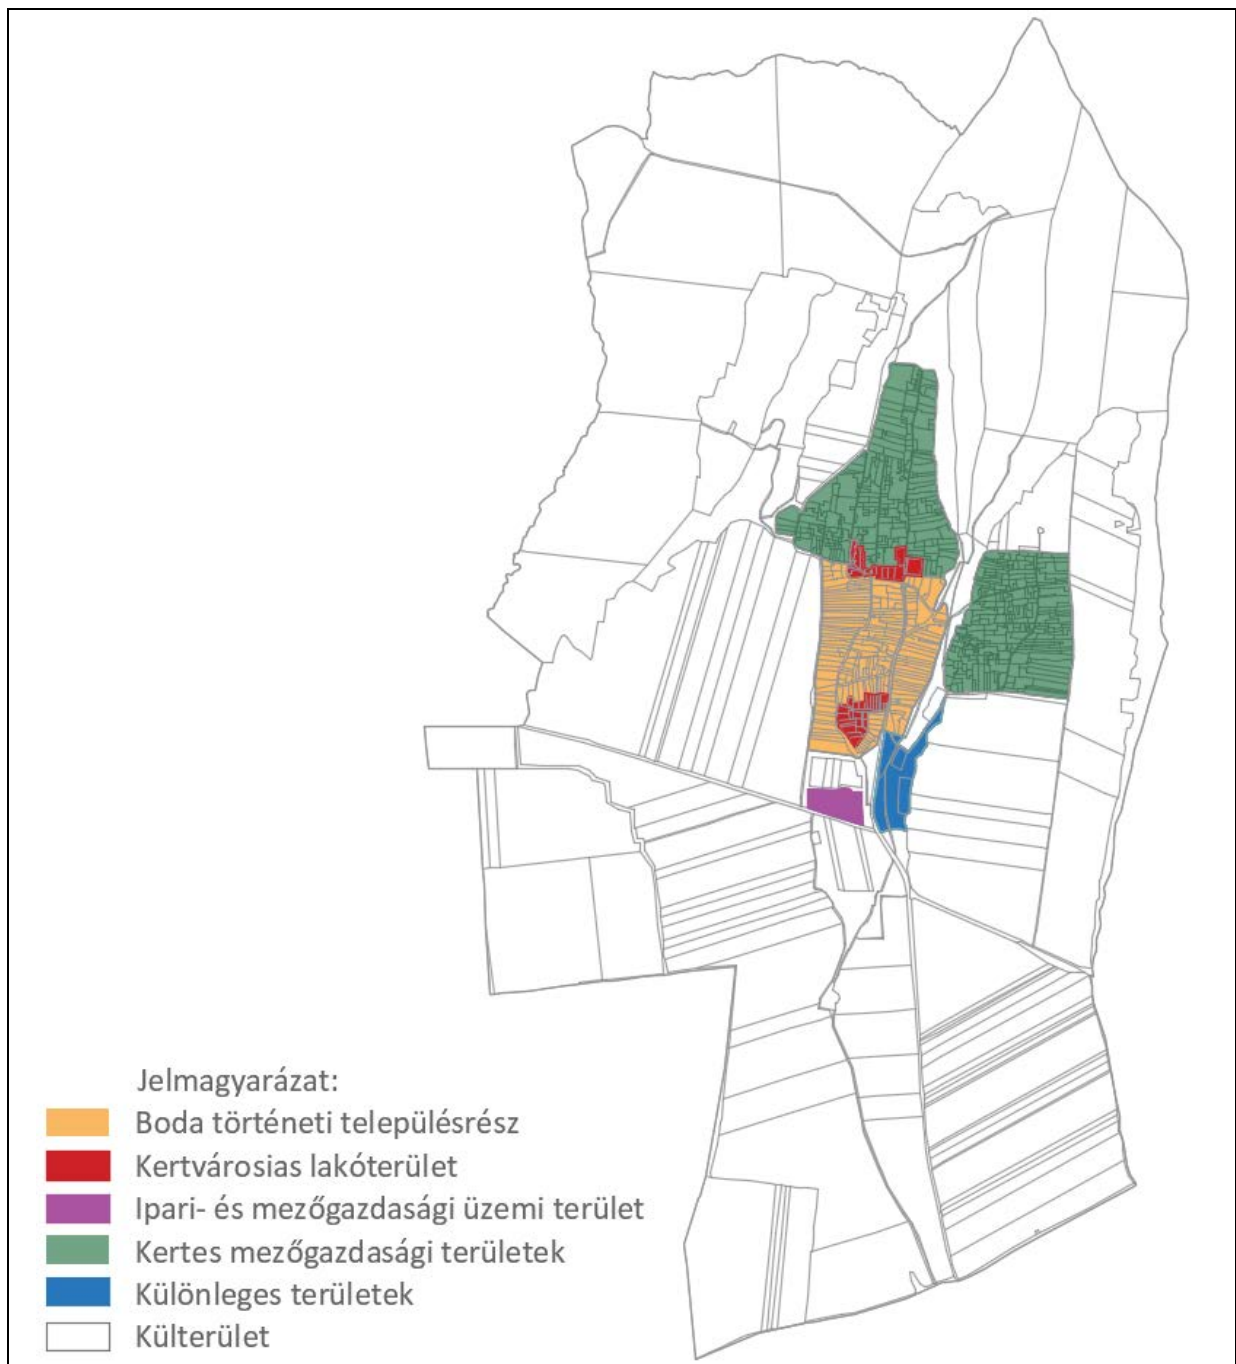 Jelmagyarázat:
Boda történeti településrész
Kertvárosias lakóterület
Ipari- és mezőgazdasági üzemi terület
Kertes mezőgazdasági területek
Különleges területek
Külterület